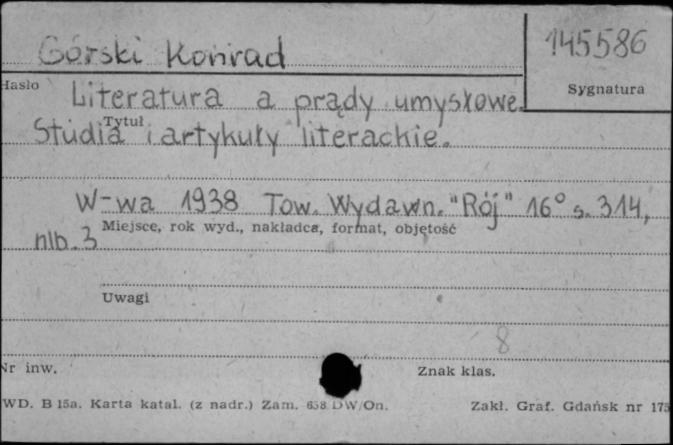 Górski Konrad
145586
Hasło
Sygnatura
Literatura a prądy umysłowe.
Tytuł
Studia i artykuły literackie.
W-wa 1938 Tow. Wydawn. "Rój" 16° s. 314,
Miejsce, rok wyd., nakładca, format, objętość
nlb. 3
Uwagi
8
Nr inw.
Znak klas.
WD. B 15a. Karta katal. (z nadr.) Zam. 658 DW/On.
Zakł. Graf. Gdańsk nr 175